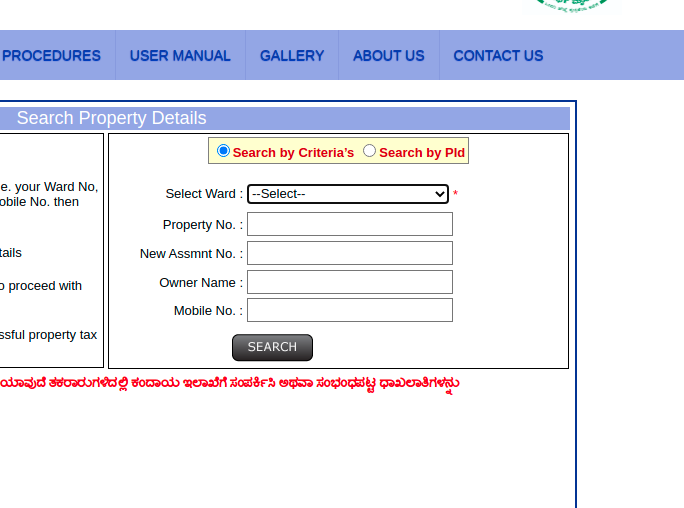 PROCEDURES USER MANUAL GALLERY ABOUT US CONTACT US
Search Property Details
e. your Ward No,
obile No. then
tails
o proceed with
ssful property tax
Search by Criteria's Search by PId
Select Ward : --Select-- *
Property No. :
New Assmnt No. :
Owner Name :
Mobile No. :
SEARCH
ಯಾವುದೆ ತಕರಾರುಗಳಿದಲ್ಲಿ ಕಂದಾಯ ಇಲಾಖೆಗೆ ಸಂಪರ್ಕಿಸಿ ಅಥವಾ ಸಂಭಂಧಪಟ್ಟ ಧಾಖಲಾತಿಗಳನ್ನು